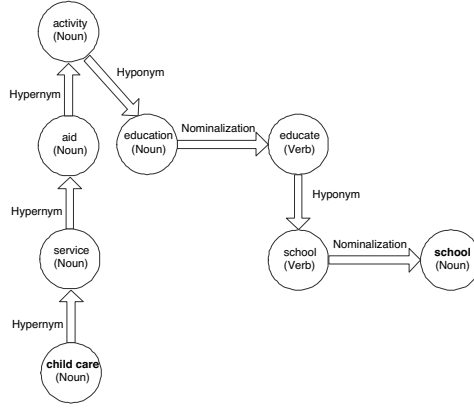 activity
(Noun)
Hyponym
Hypernym
aid
(Noun)
education
(Noun)
Nominalization
educate
(Verb)
Hypernym
Hyponym
service
(Noun)
school
(Verb)
Nominalization
school
(Noun)
Hypernym
child care
(Noun)